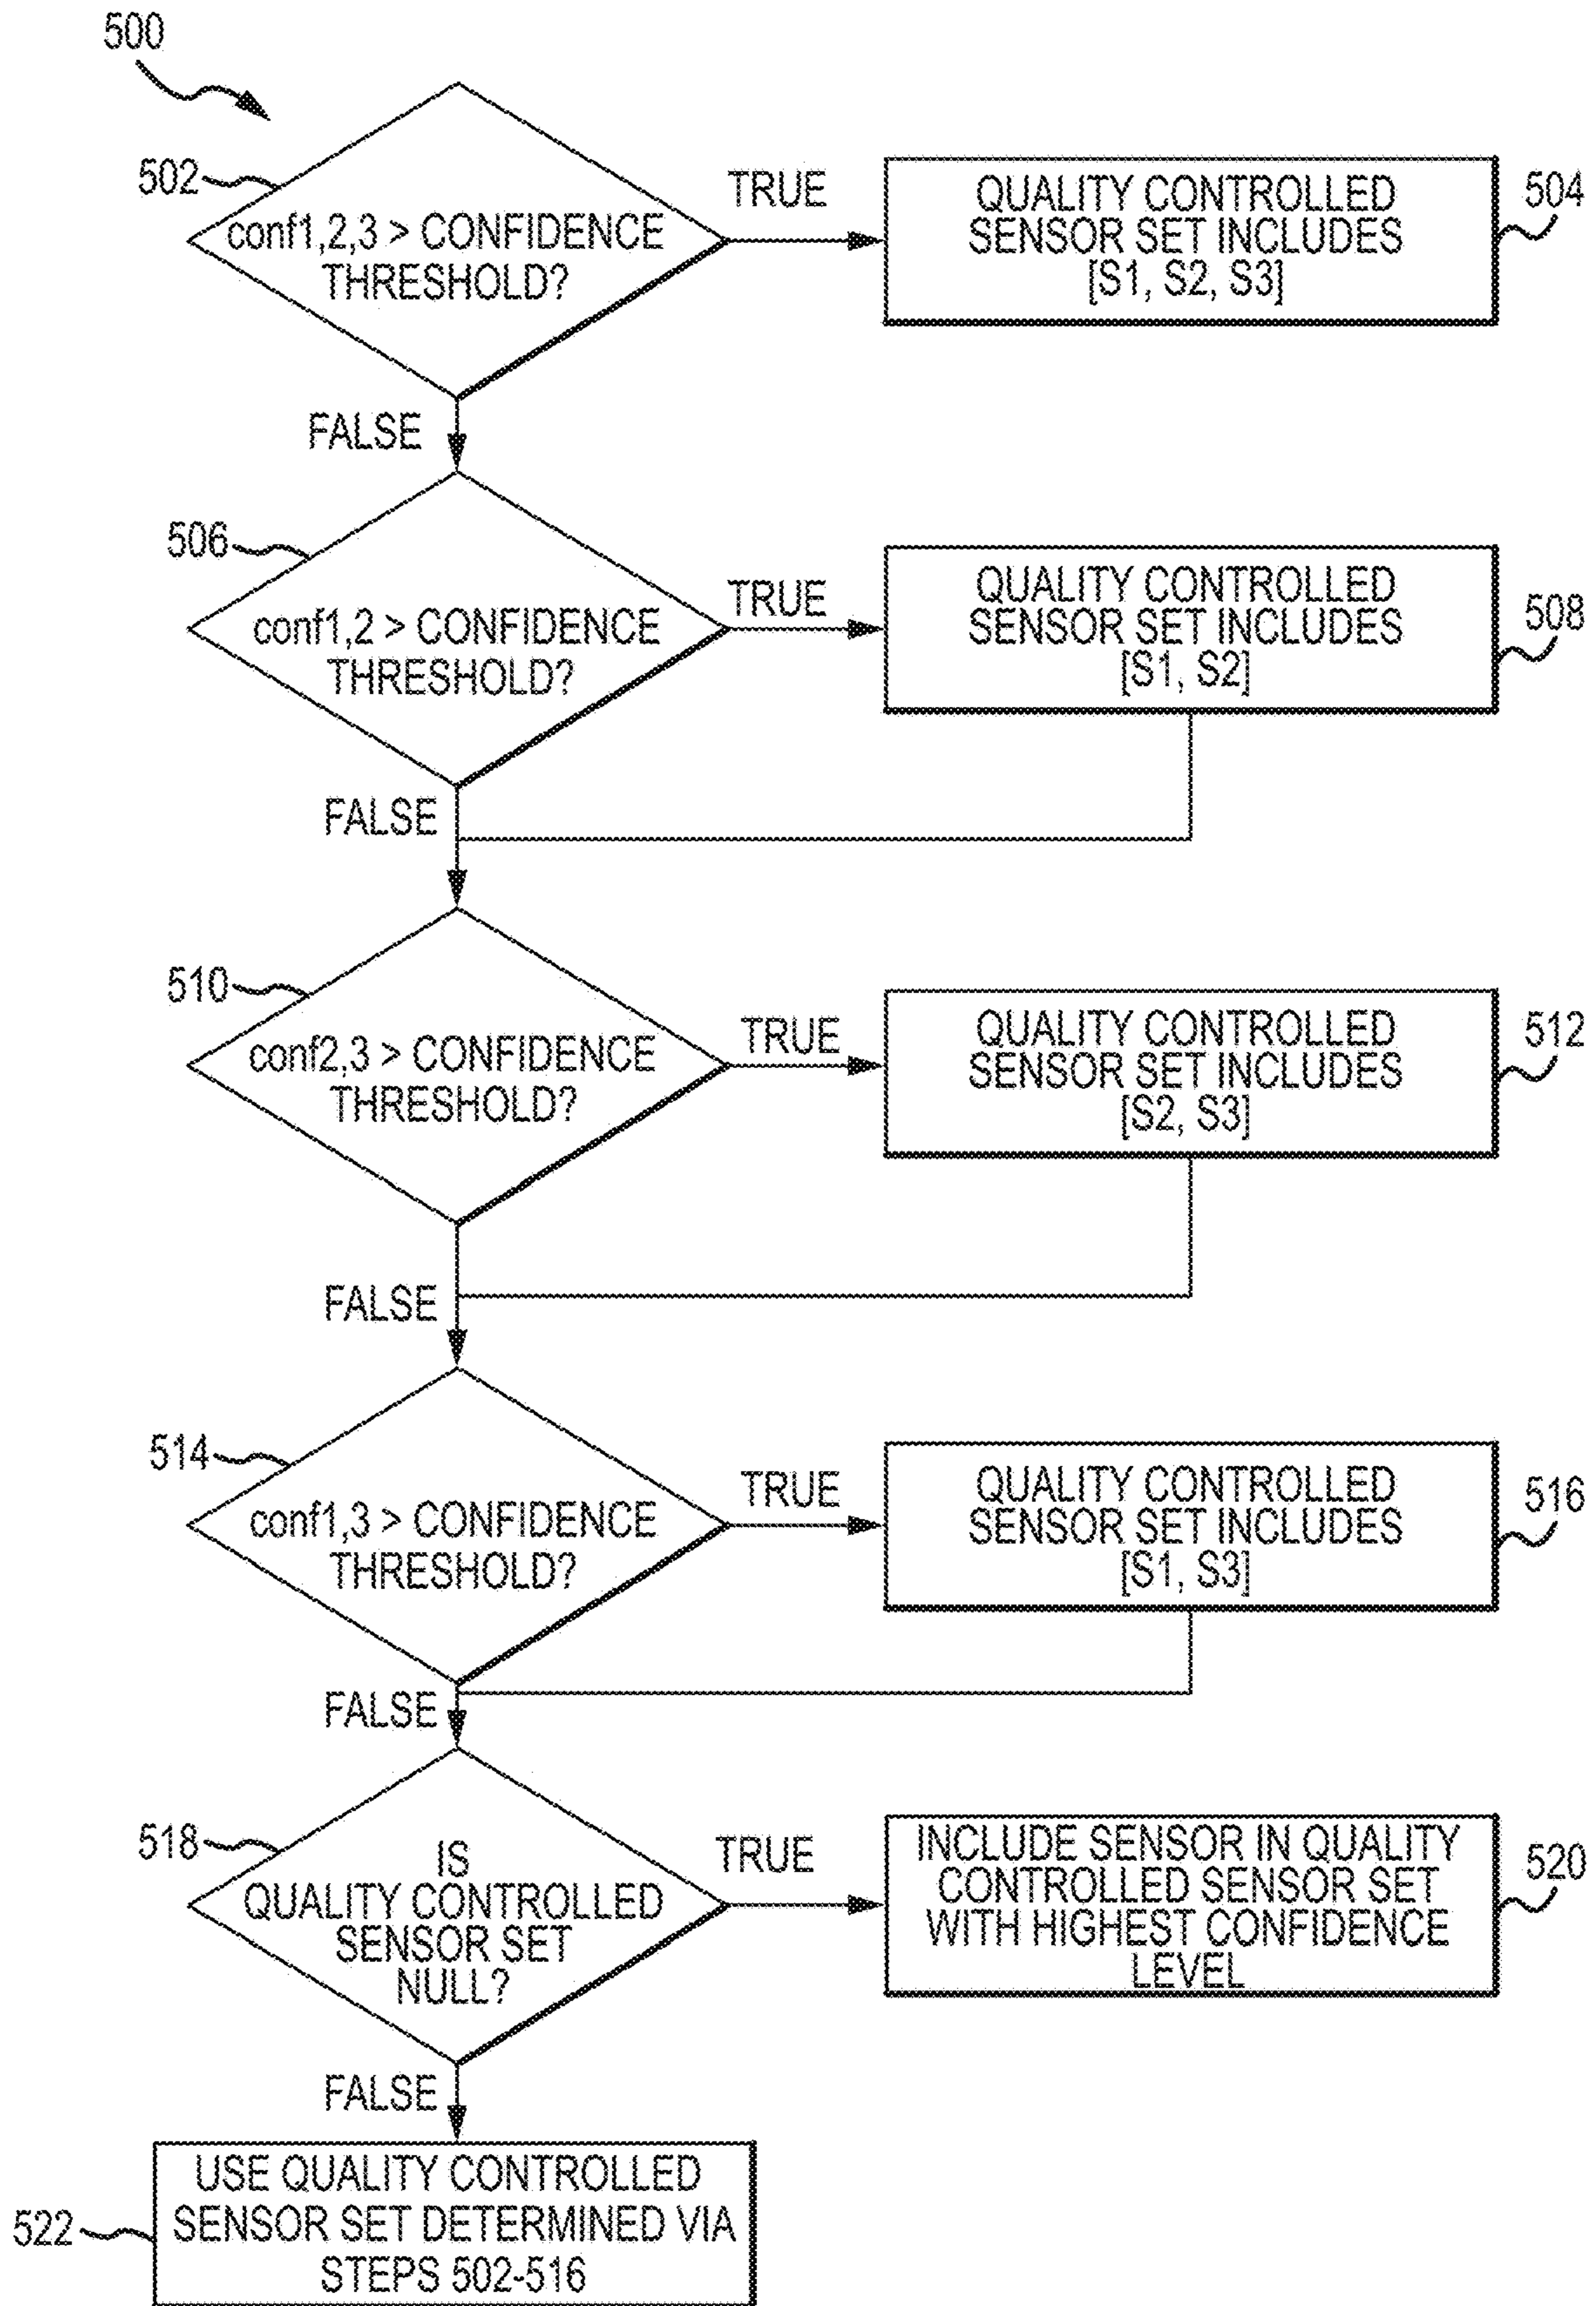 500
502
conf1,2,3 > CONFIDENCE
THRESHOLD?
TRUE
QUALITY CONTROLLED
SENSOR SET INCLUDES
[S1, S2, S3]
504
FALSE
506
conf1,2 > CONFIDENCE
THRESHOLD?
TRUE
QUALITY CONTROLLED
SENSOR SET INCLUDES
[S1, S2]
508
FALSE
510
conf2,3 > CONFIDENCE
THRESHOLD?
TRUE
QUALITY CONTROLLED
SENSOR SET INCLUDES
[S2, S3]
512
FALSE
514
conf1,3 > CONFIDENCE
THRESHOLD?
TRUE
QUALITY CONTROLLED
SENSOR SET INCLUDES
[S1, S3]
516
FALSE
518
IS
QUALITY CONTROLLED
SENSOR SET
NULL?
TRUE
INCLUDE SENSOR IN QUALITY
CONTROLLED SENSOR SET
WITH HIGHEST CONFIDENCE
LEVEL
520
FALSE
522
USE QUALITY CONTROLLED
SENSOR SET DETERMINED VIA
STEPS 502-516